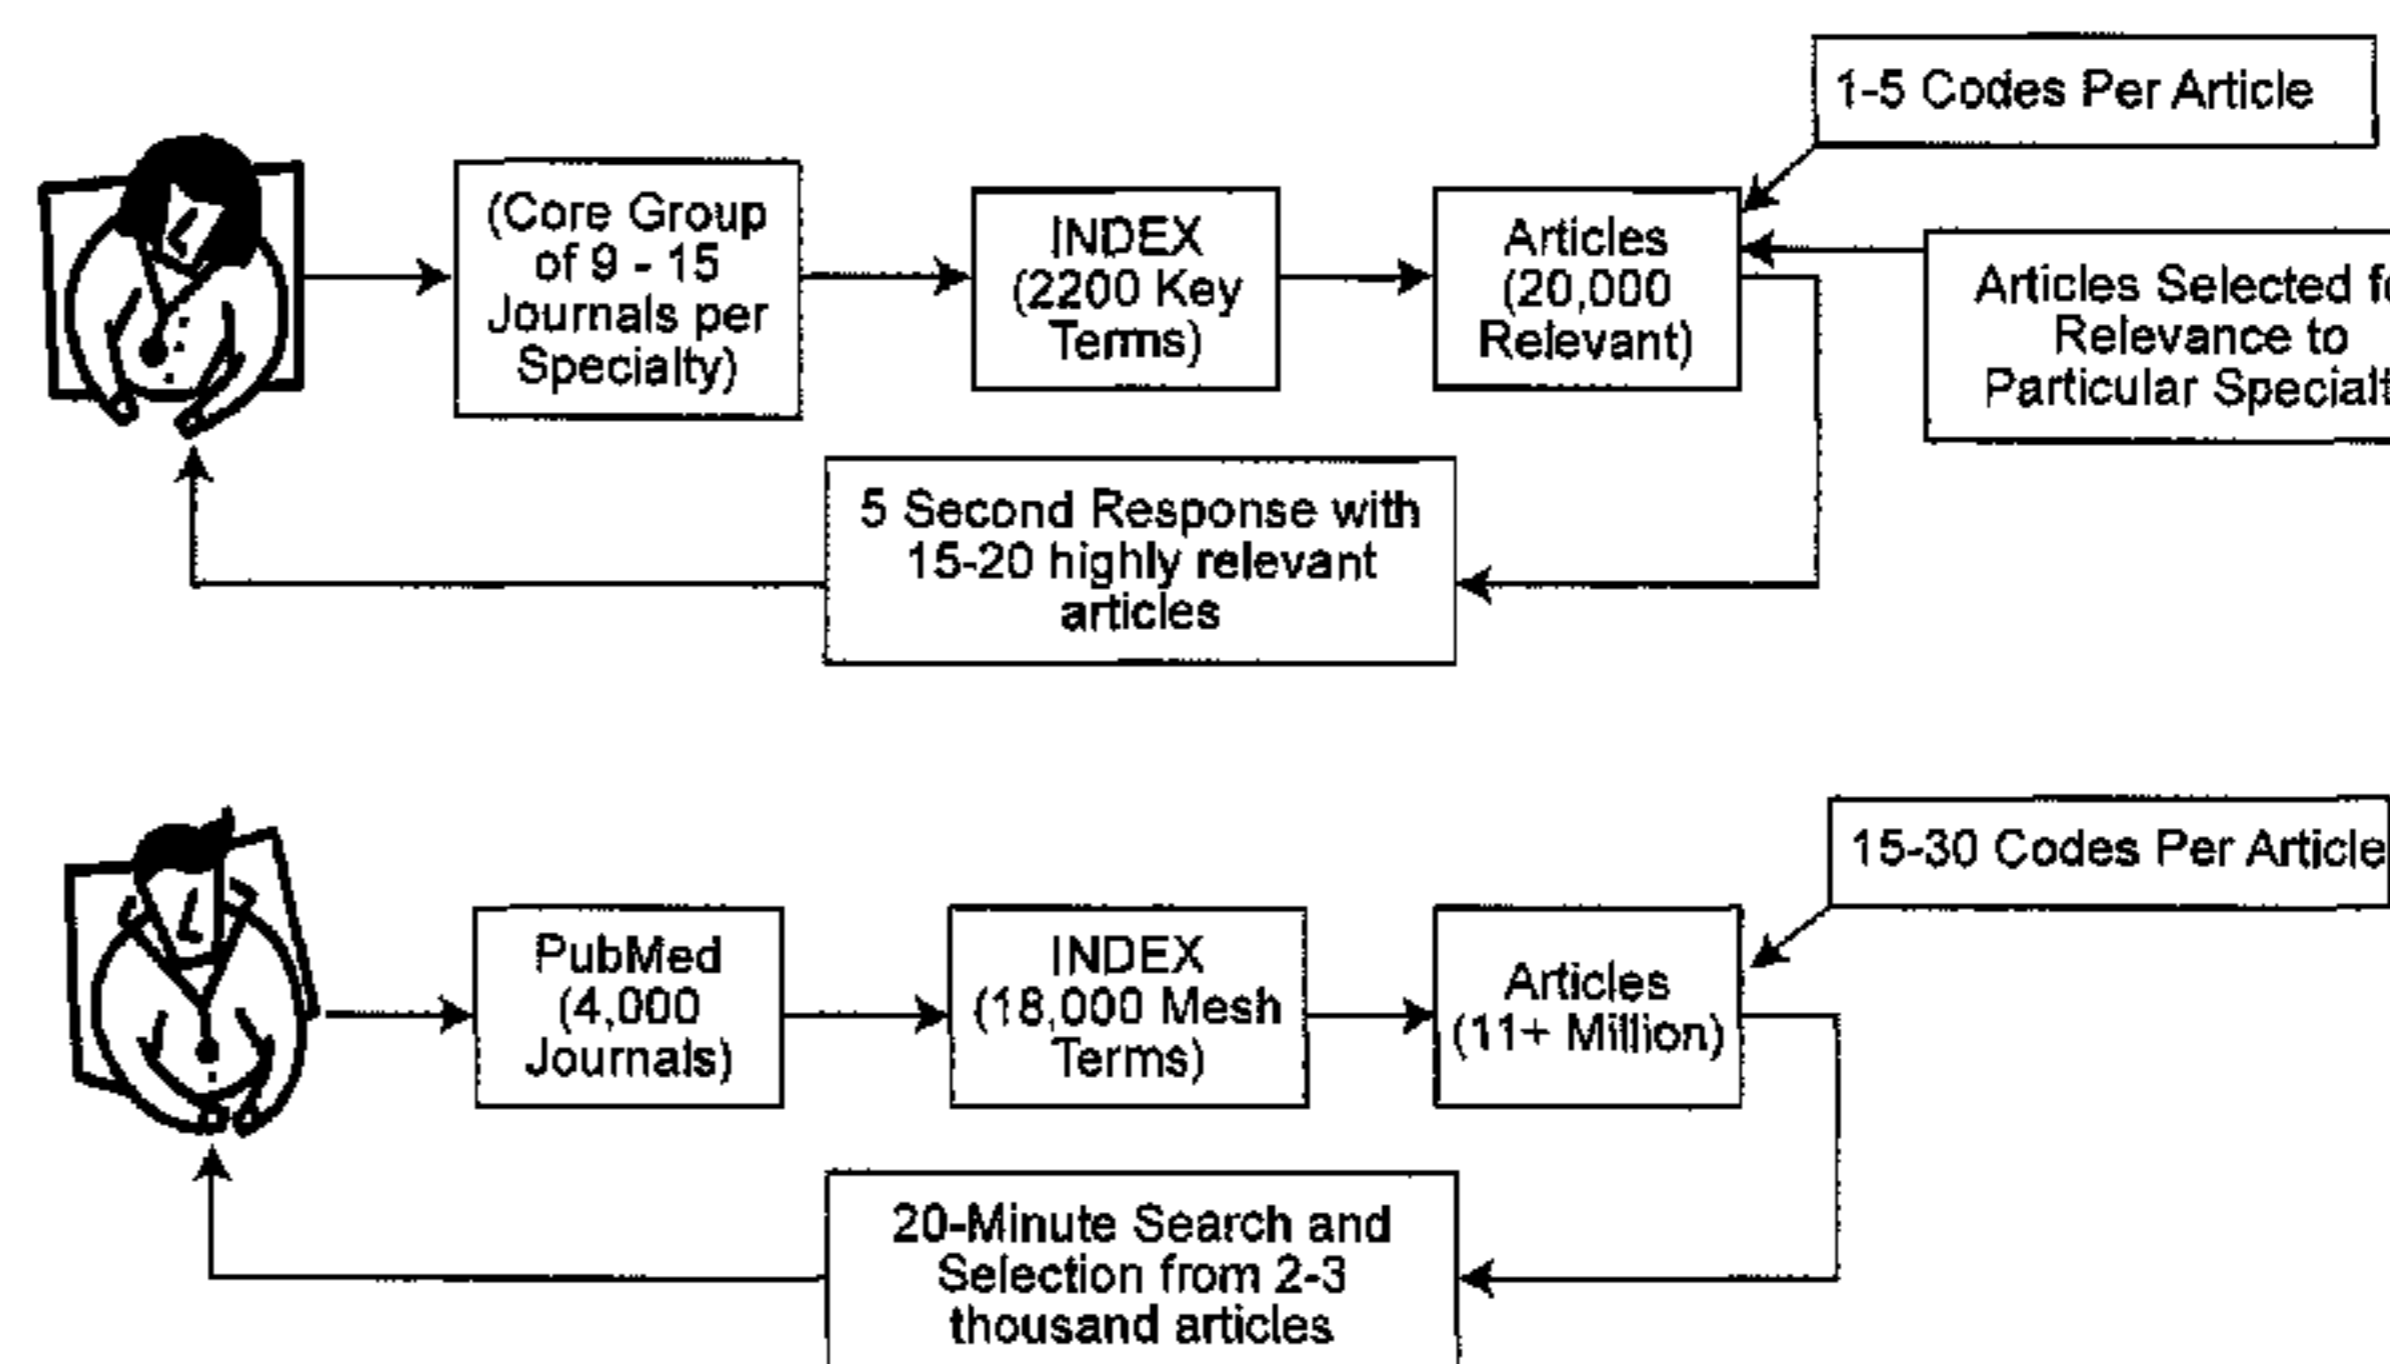 1-5 Codes Per Article
(Core Group
of 9 - 15
Journals per
Specialty)
INDEX
(2200 Key
Terms)
Articles
(20,000
Relevant)
Articles Selected
Relevance to
Particular
5 Second Response with
15-20 highly relevant
articles
15-30 Codes Per Article
PubMed
(4,000
Journals)
INDEX
(18,000 Mesh
Terms)
Articles
(11+ Million)
20-Minute Search and
Selection from 2-3
thousand articles